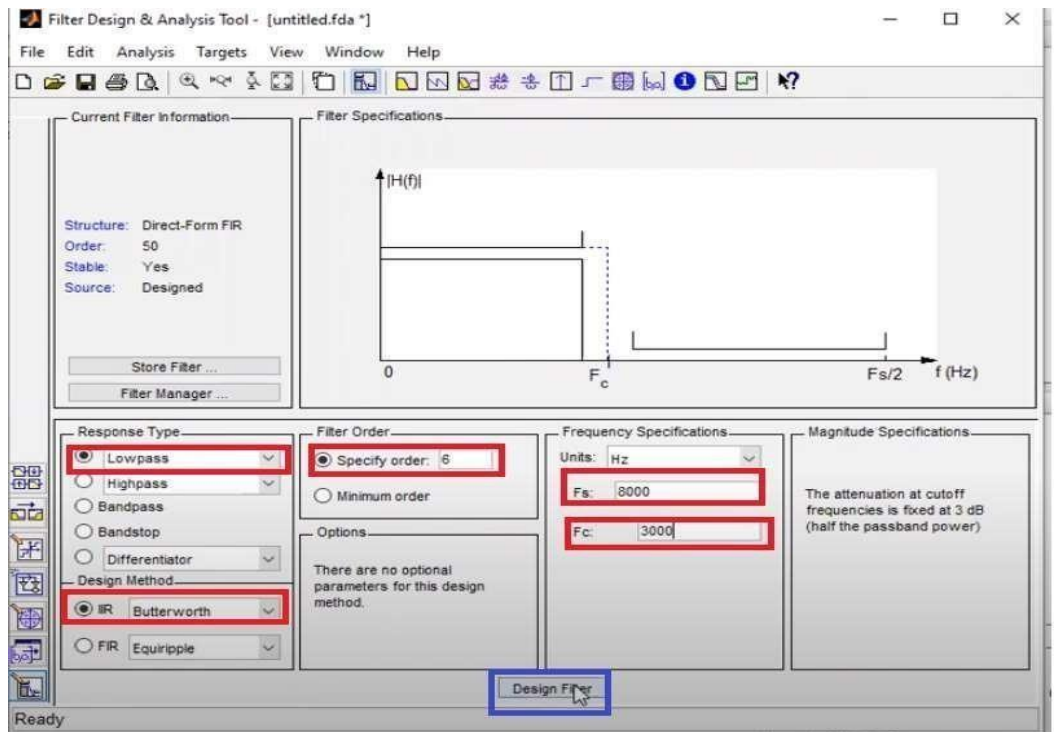 Filter Design & Analysis Tool - [untitled.fda *]
File Edit Analysis Targets View Window Help
Current Filter Information
Structure: Direct-Form FIR
Order: 50
Stable: Yes
Source: Designed
Store Filter ...
Filter Manager ...
Filter Specifications
|H(f)|
0 Fc Fs/2 f (Hz)
Response Type
Lowpass
Highpass
Bandpass
Bandstop
Differentiator
Design Method
IIR Butterworth
FIR Equiripple
Filter Order
Specify order: 6
Minimum order
Options
There are no optional
parameters for this design
method.
Frequency Specifications
Units: Hz
Fs: 8000
Fc: 3000
Magnitude Specifications
The attenuation at cutoff
frequencies is fixed at 3 dB
(half the passband power)
Design Filter
Ready